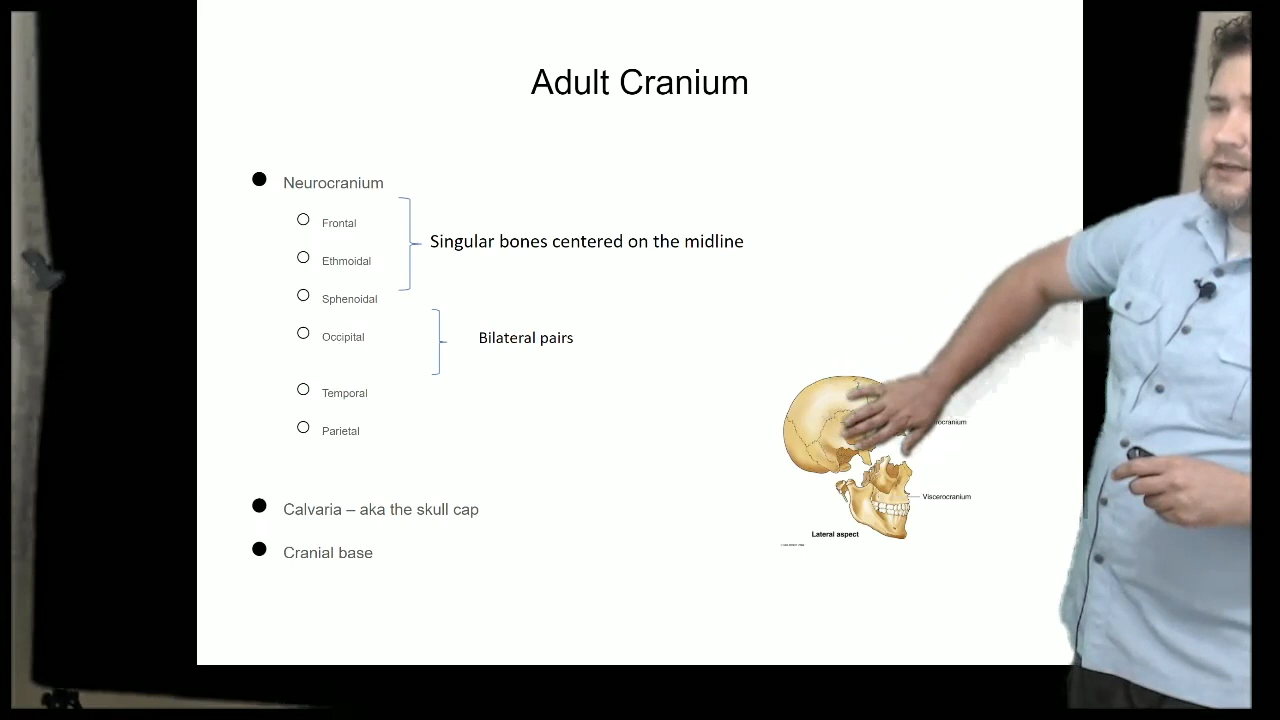 Adult Cranium
Neurocranium
Frontal
Ethmoidal
Sphenoidal
Occipital
Temporal
Parietal
Singular bones centered on the midline
Bilateral pairs
Calvaria – aka the skull cap
Cranial base
Viscerocranium
Lateral aspect